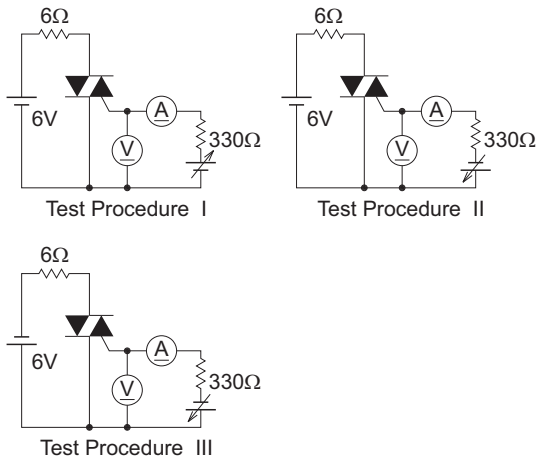 6Ω
6V
A
V
330Ω
Test Procedure I
6Ω
6V
A
V
330Ω
Test Procedure II
6Ω
6V
A
V
330Ω
Test Procedure III